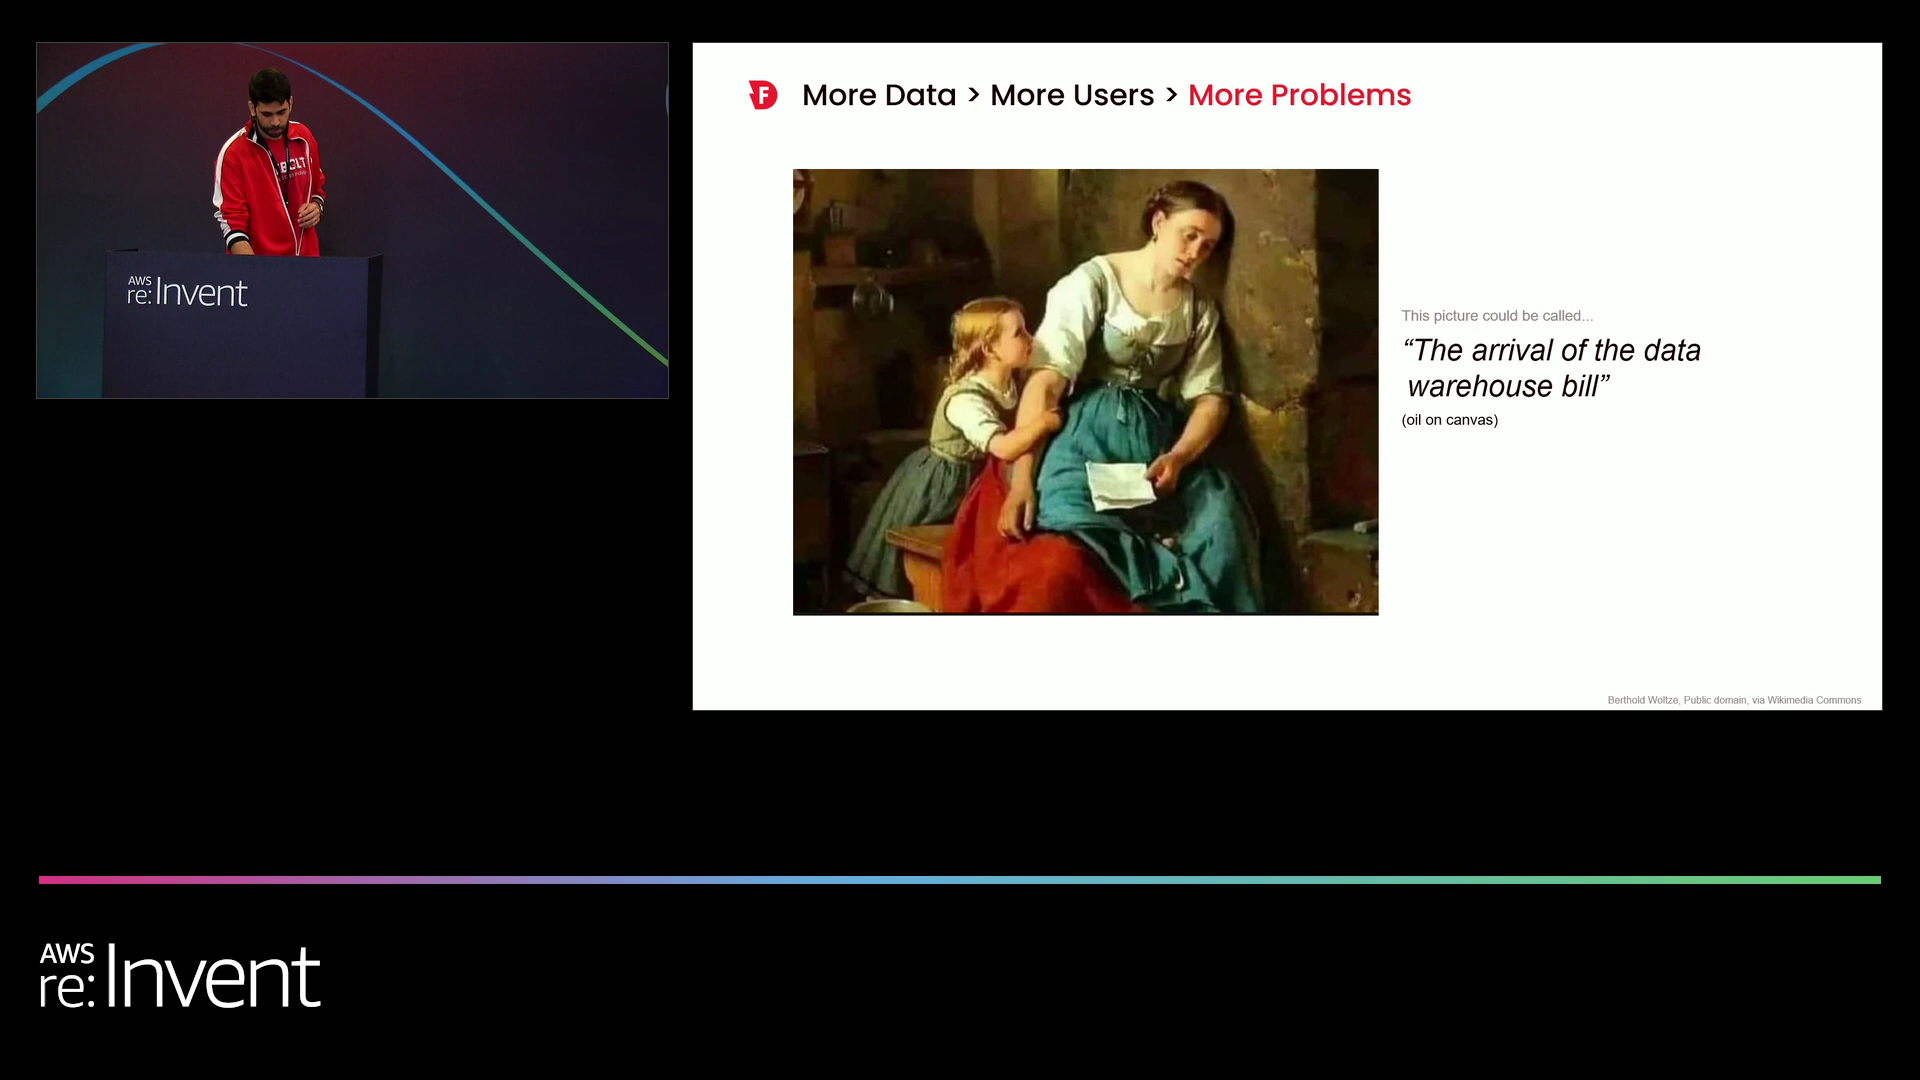 BOLT
AWS
re:Invent
F More Data > More Users > More Problems
This picture could be called...
“The arrival of the data
warehouse bill”
(oil on canvas)
Berthold Woltze, Public domain, via Wikimedia Commons
AWS
re:Invent